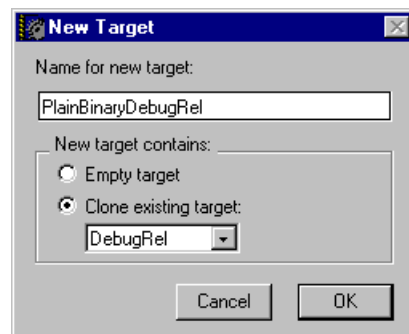 New Target
Name for new target:
PlainBinaryDebugRel
New target contains:
Empty target
Clone existing target:
DebugRel
Cancel
OK